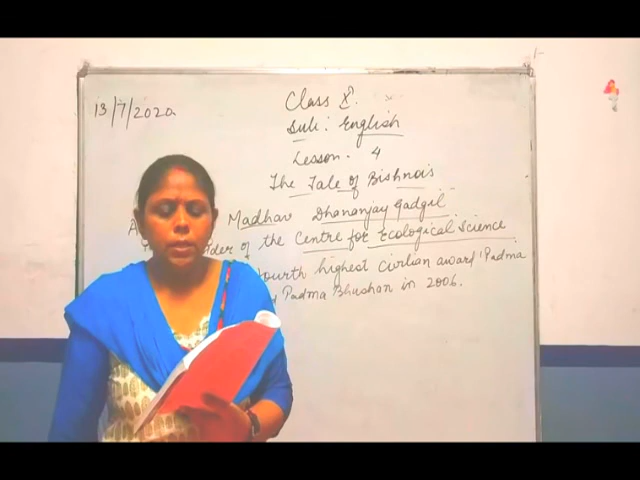 13/7/2020
Class X.
Sub: English
Lesson - 4
The Tale of Bishnois
A Madhav Dhananjay Gadgil
der of the Centre for Ecological Science
fourth highest civilian award 'Padma
d Padma Bhushan in 2006.